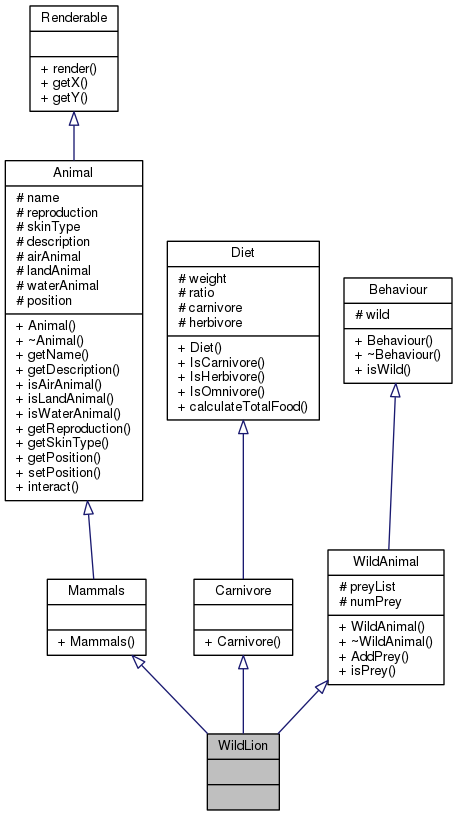 Renderable
+ render()
+ getX()
+ getY()
Animal
# name
# reproduction
# skinType
# description
# airAnimal
# landAnimal
# waterAnimal
# position
+ Animal()
+ ~Animal()
+ getName()
+ getDescription()
+ isAirAnimal()
+ isLandAnimal()
+ isWaterAnimal()
+ getReproduction()
+ getSkinType()
+ getPosition()
+ setPosition()
+ interact()
Diet
# weight
# ratio
# carnivore
# herbivore
+ Diet()
+ IsCarnivore()
+ IsHerbivore()
+ IsOmnivore()
+ calculateTotalFood()
Behaviour
# wild
+ Behaviour()
+ ~Behaviour()
+ isWild()
Mammals
+ Mammals()
Carnivore
+ Carnivore()
WildAnimal
# preyList
# numPrey
+ WildAnimal()
+ ~WildAnimal()
+ AddPrey()
+ isPrey()
WildLion